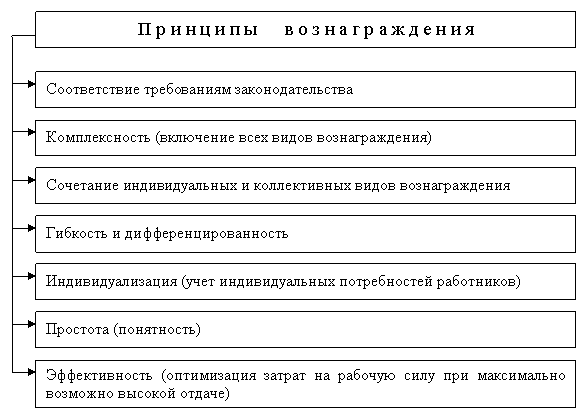 Принципы вознаграждения
Соответствие требованиям законодательства
Комплексность (включение всех видов вознаграждения)
Сочетание индивидуальных и коллективных видов вознаграждения
Гибкость и дифференцированность
Индивидуализация (учет индивидуальных потребностей работников)
Простота (понятность)
Эффективность (оптимизация затрат на рабочую силу при максимально
возможно высокой отдаче)